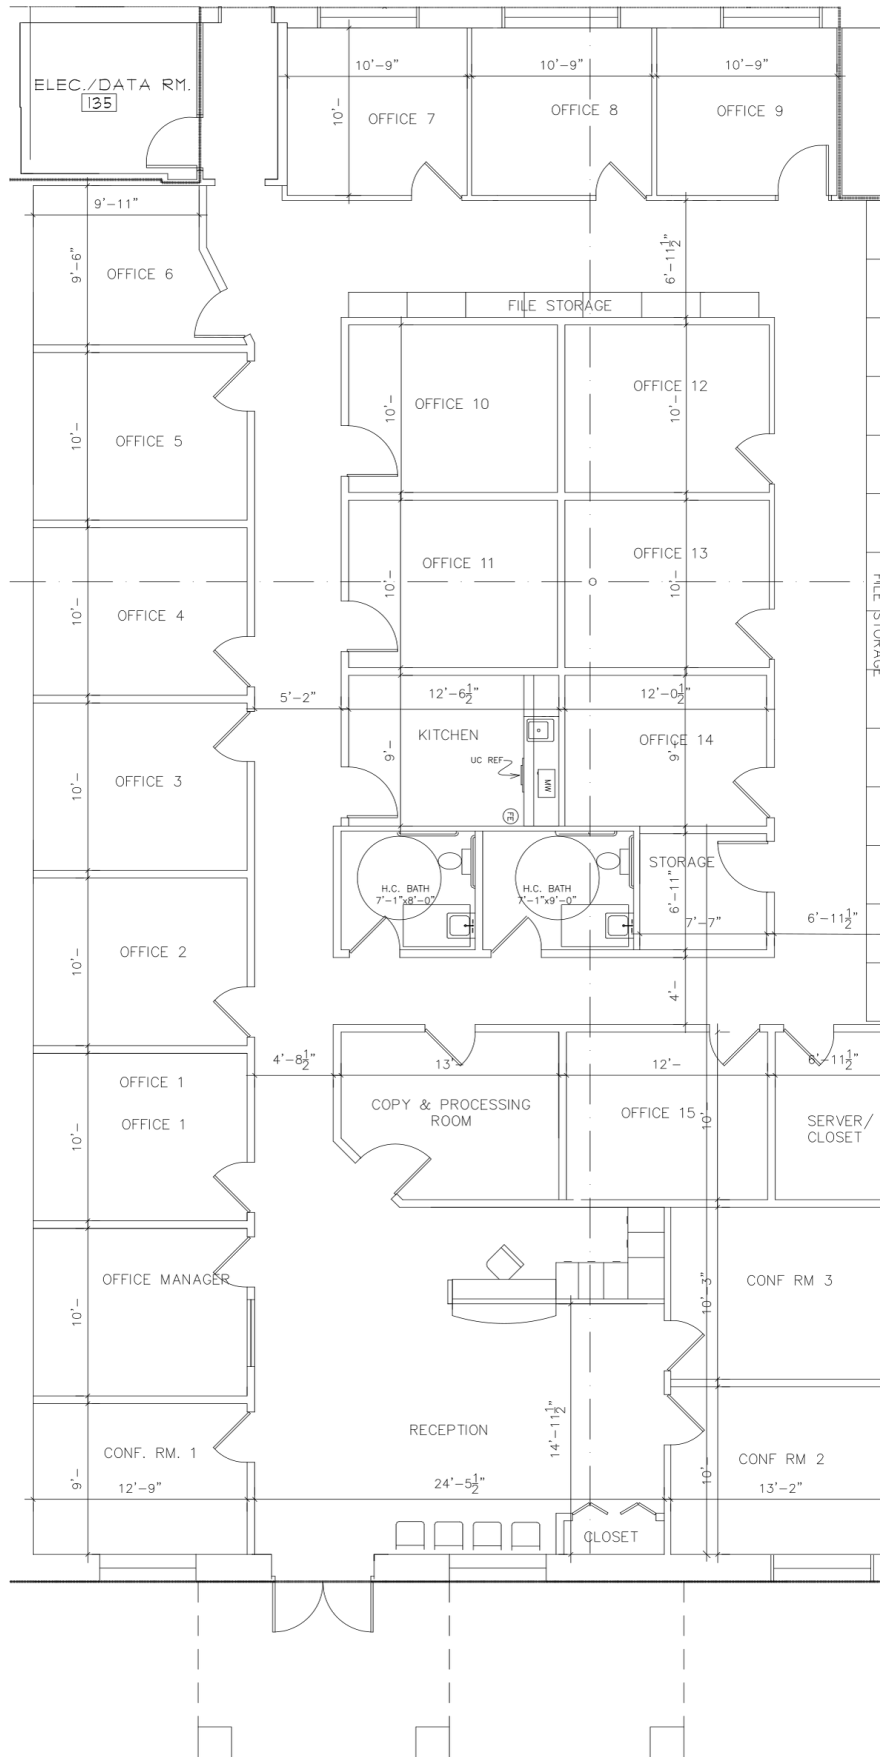 ELEC./DATA RM.
135
10'-9"
10'-9"
10'-9"
10'-
OFFICE 7
OFFICE 8
OFFICE 9
9'-11"
9'-6"
OFFICE 6
6'-11½"
FILE STORAGE
10'-
OFFICE 5
10'-
OFFICE 10
10'-
OFFICE 12
10'-
OFFICE 4
10'-
OFFICE 11
10'-
OFFICE 13
FILE STORAGE
5'-2"
12'-6½"
12'-0½"
10'-
OFFICE 3
9'-
KITCHEN
UC REF
MW
FE
9'-
OFFICE 14
H.C. BATH
7'-1"x8'-0"
H.C. BATH
7'-1"x9'-0"
STORAGE
6'-11"
7'-7"
6'-11½"
10'-
OFFICE 2
4'-
4'-8½"
13'-
12'-
6'-11½"
OFFICE 1
OFFICE 1
10'-
COPY & PROCESSING
ROOM
OFFICE 15
10'-
SERVER/
CLOSET
10'-
OFFICE MANAGER
10'-3"
CONF RM 3
RECEPTION
14'-11½"
CONF. RM. 1
9'-
10'-
CONF RM 2
12'-9"
24'-5½"
13'-2"
CLOSET